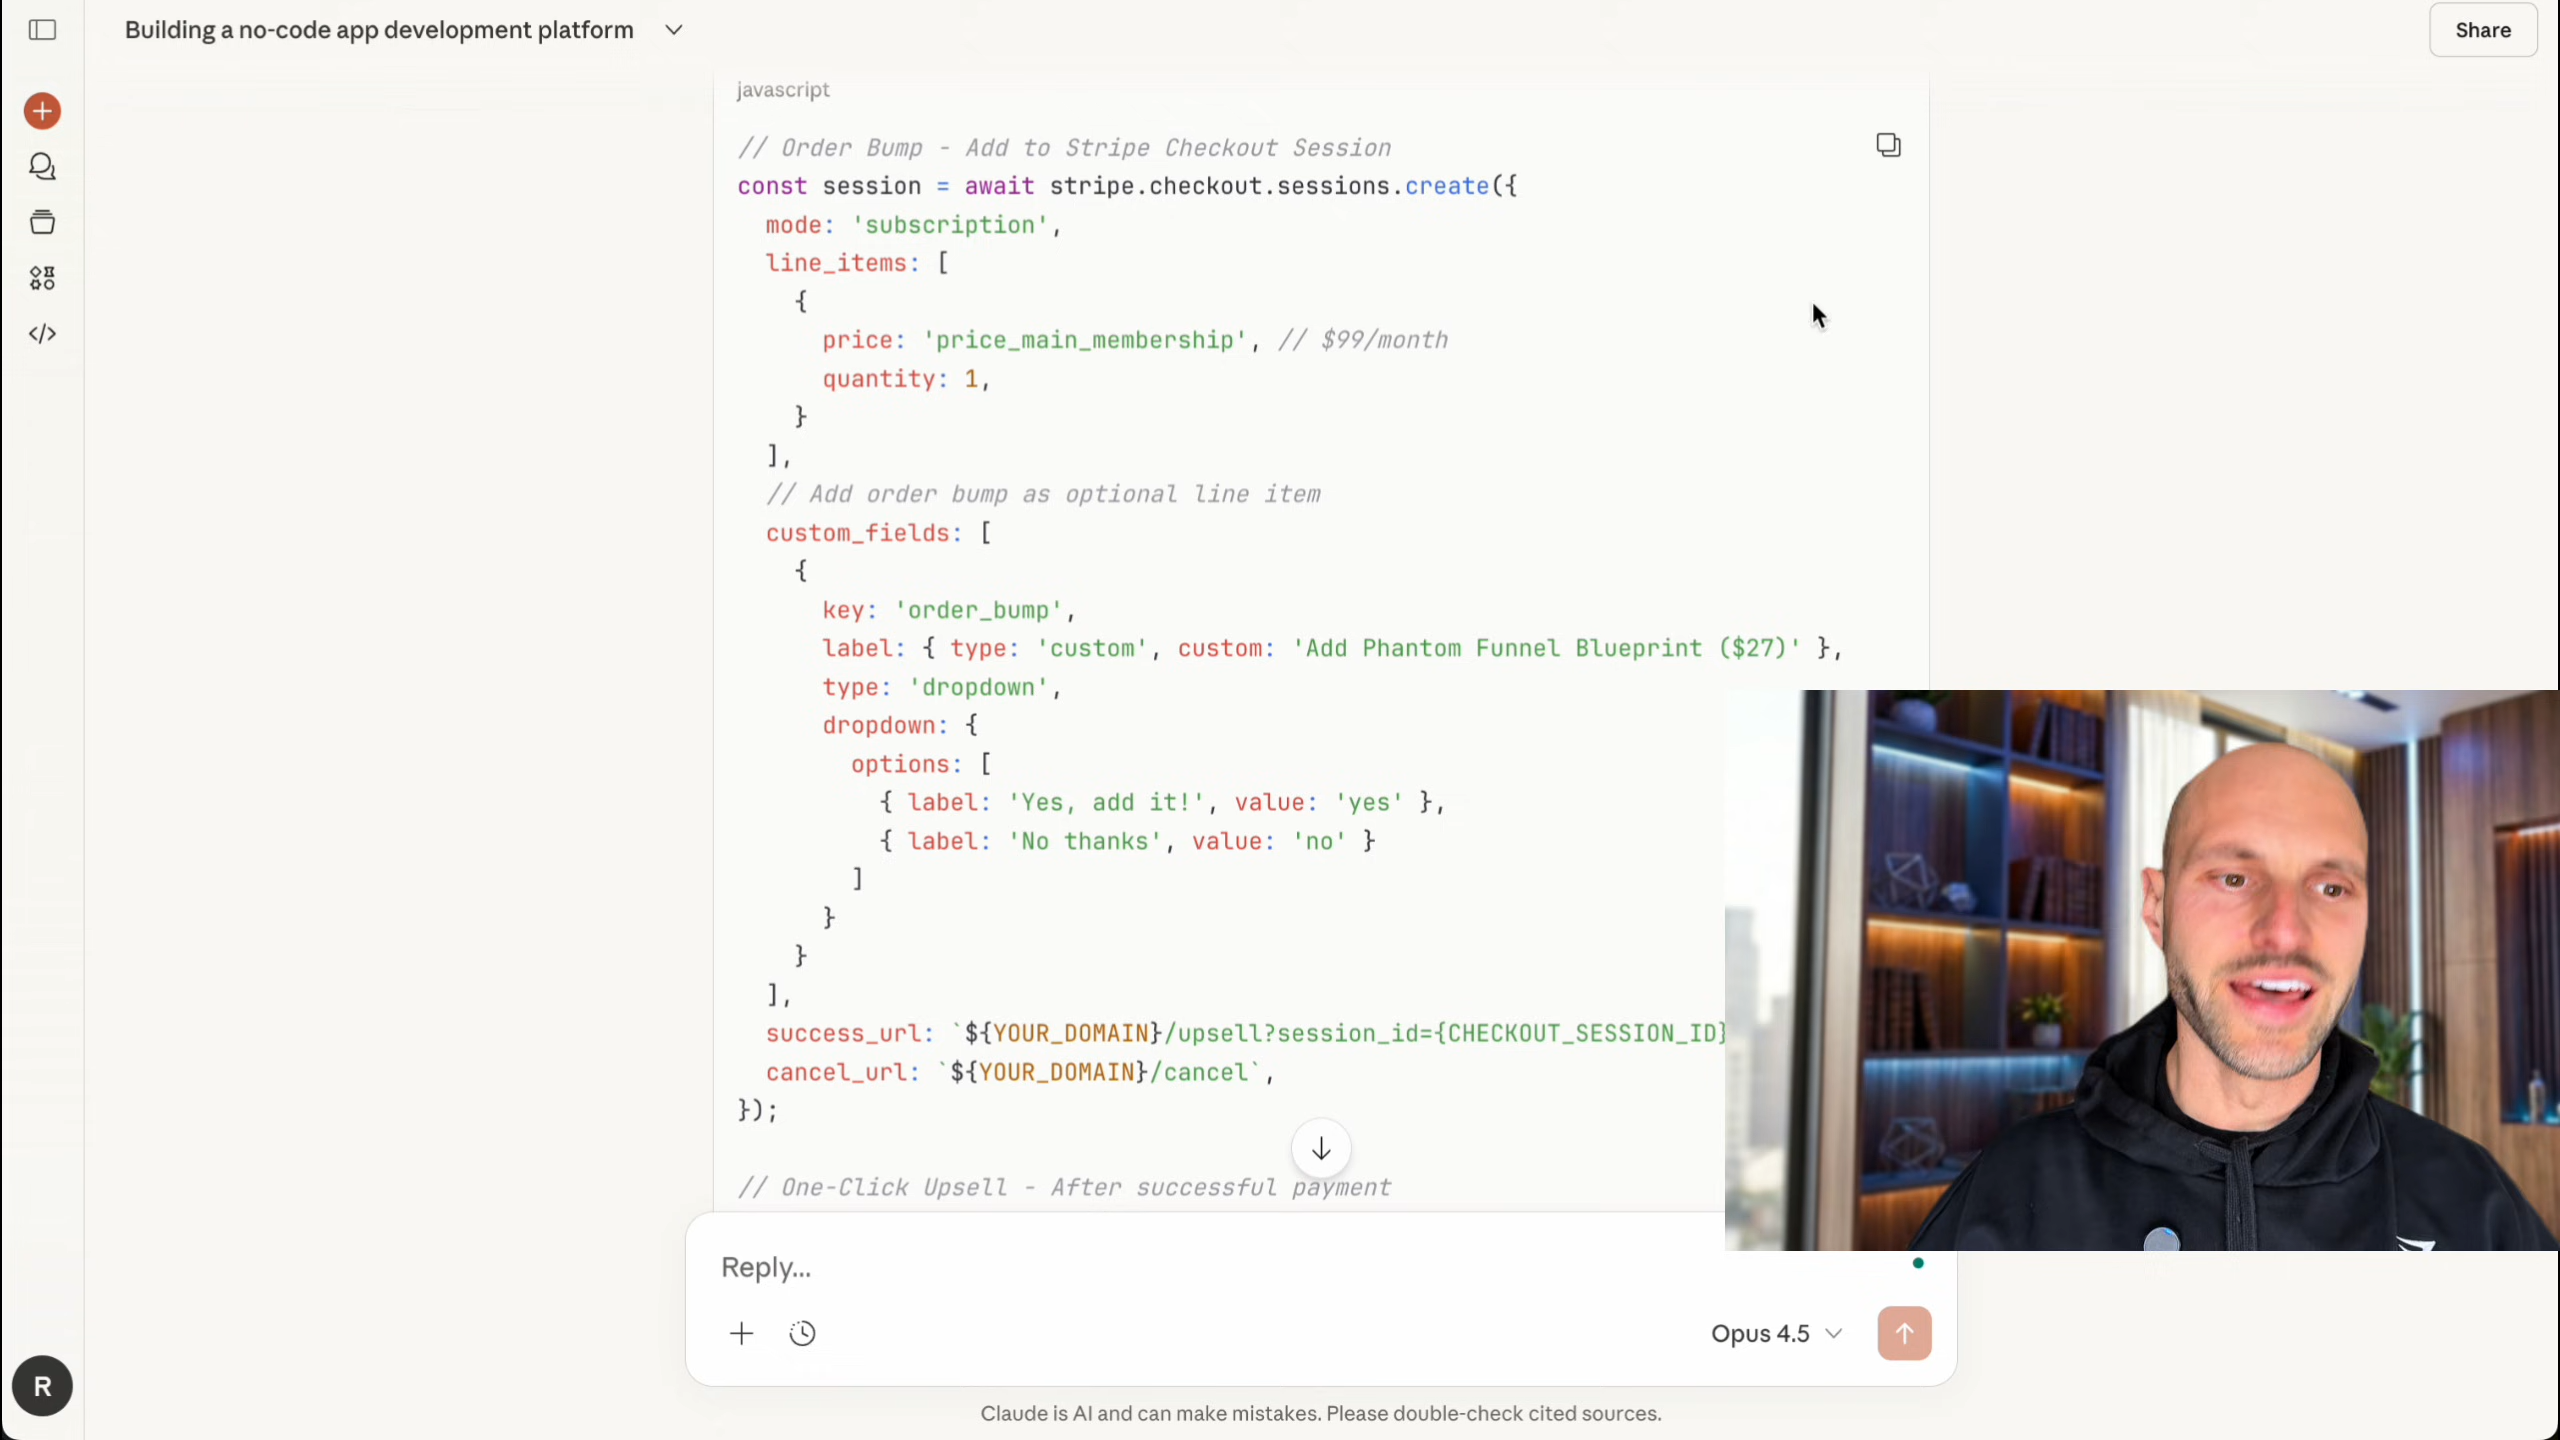 Building a no-code app development platform
Share
javascript
// Order Bump - Add to Stripe Checkout Session
const session = await stripe.checkout.sessions.create({
  mode: 'subscription',
  line_items: [
    {
      price: 'price_main_membership', // $99/month
      quantity: 1,
    }
  ],
  // Add order bump as optional line item
  custom_fields: [
    {
      key: 'order_bump',
      label: { type: 'custom', custom: 'Add Phantom Funnel Blueprint ($27)' },
      type: 'dropdown',
      dropdown: {
        options: [
          { label: 'Yes, add it!', value: 'yes' },
          { label: 'No thanks', value: 'no' }
        ]
      }
    }
  ],
  success_url: `${YOUR_DOMAIN}/upsell?session_id={CHECKOUT_SESSION_ID}
  cancel_url: `${YOUR_DOMAIN}/cancel`,
});
// One-Click Upsell - After successful payment
Reply...
Opus 4.5
R
Claude is AI and can make mistakes. Please double-check cited sources.